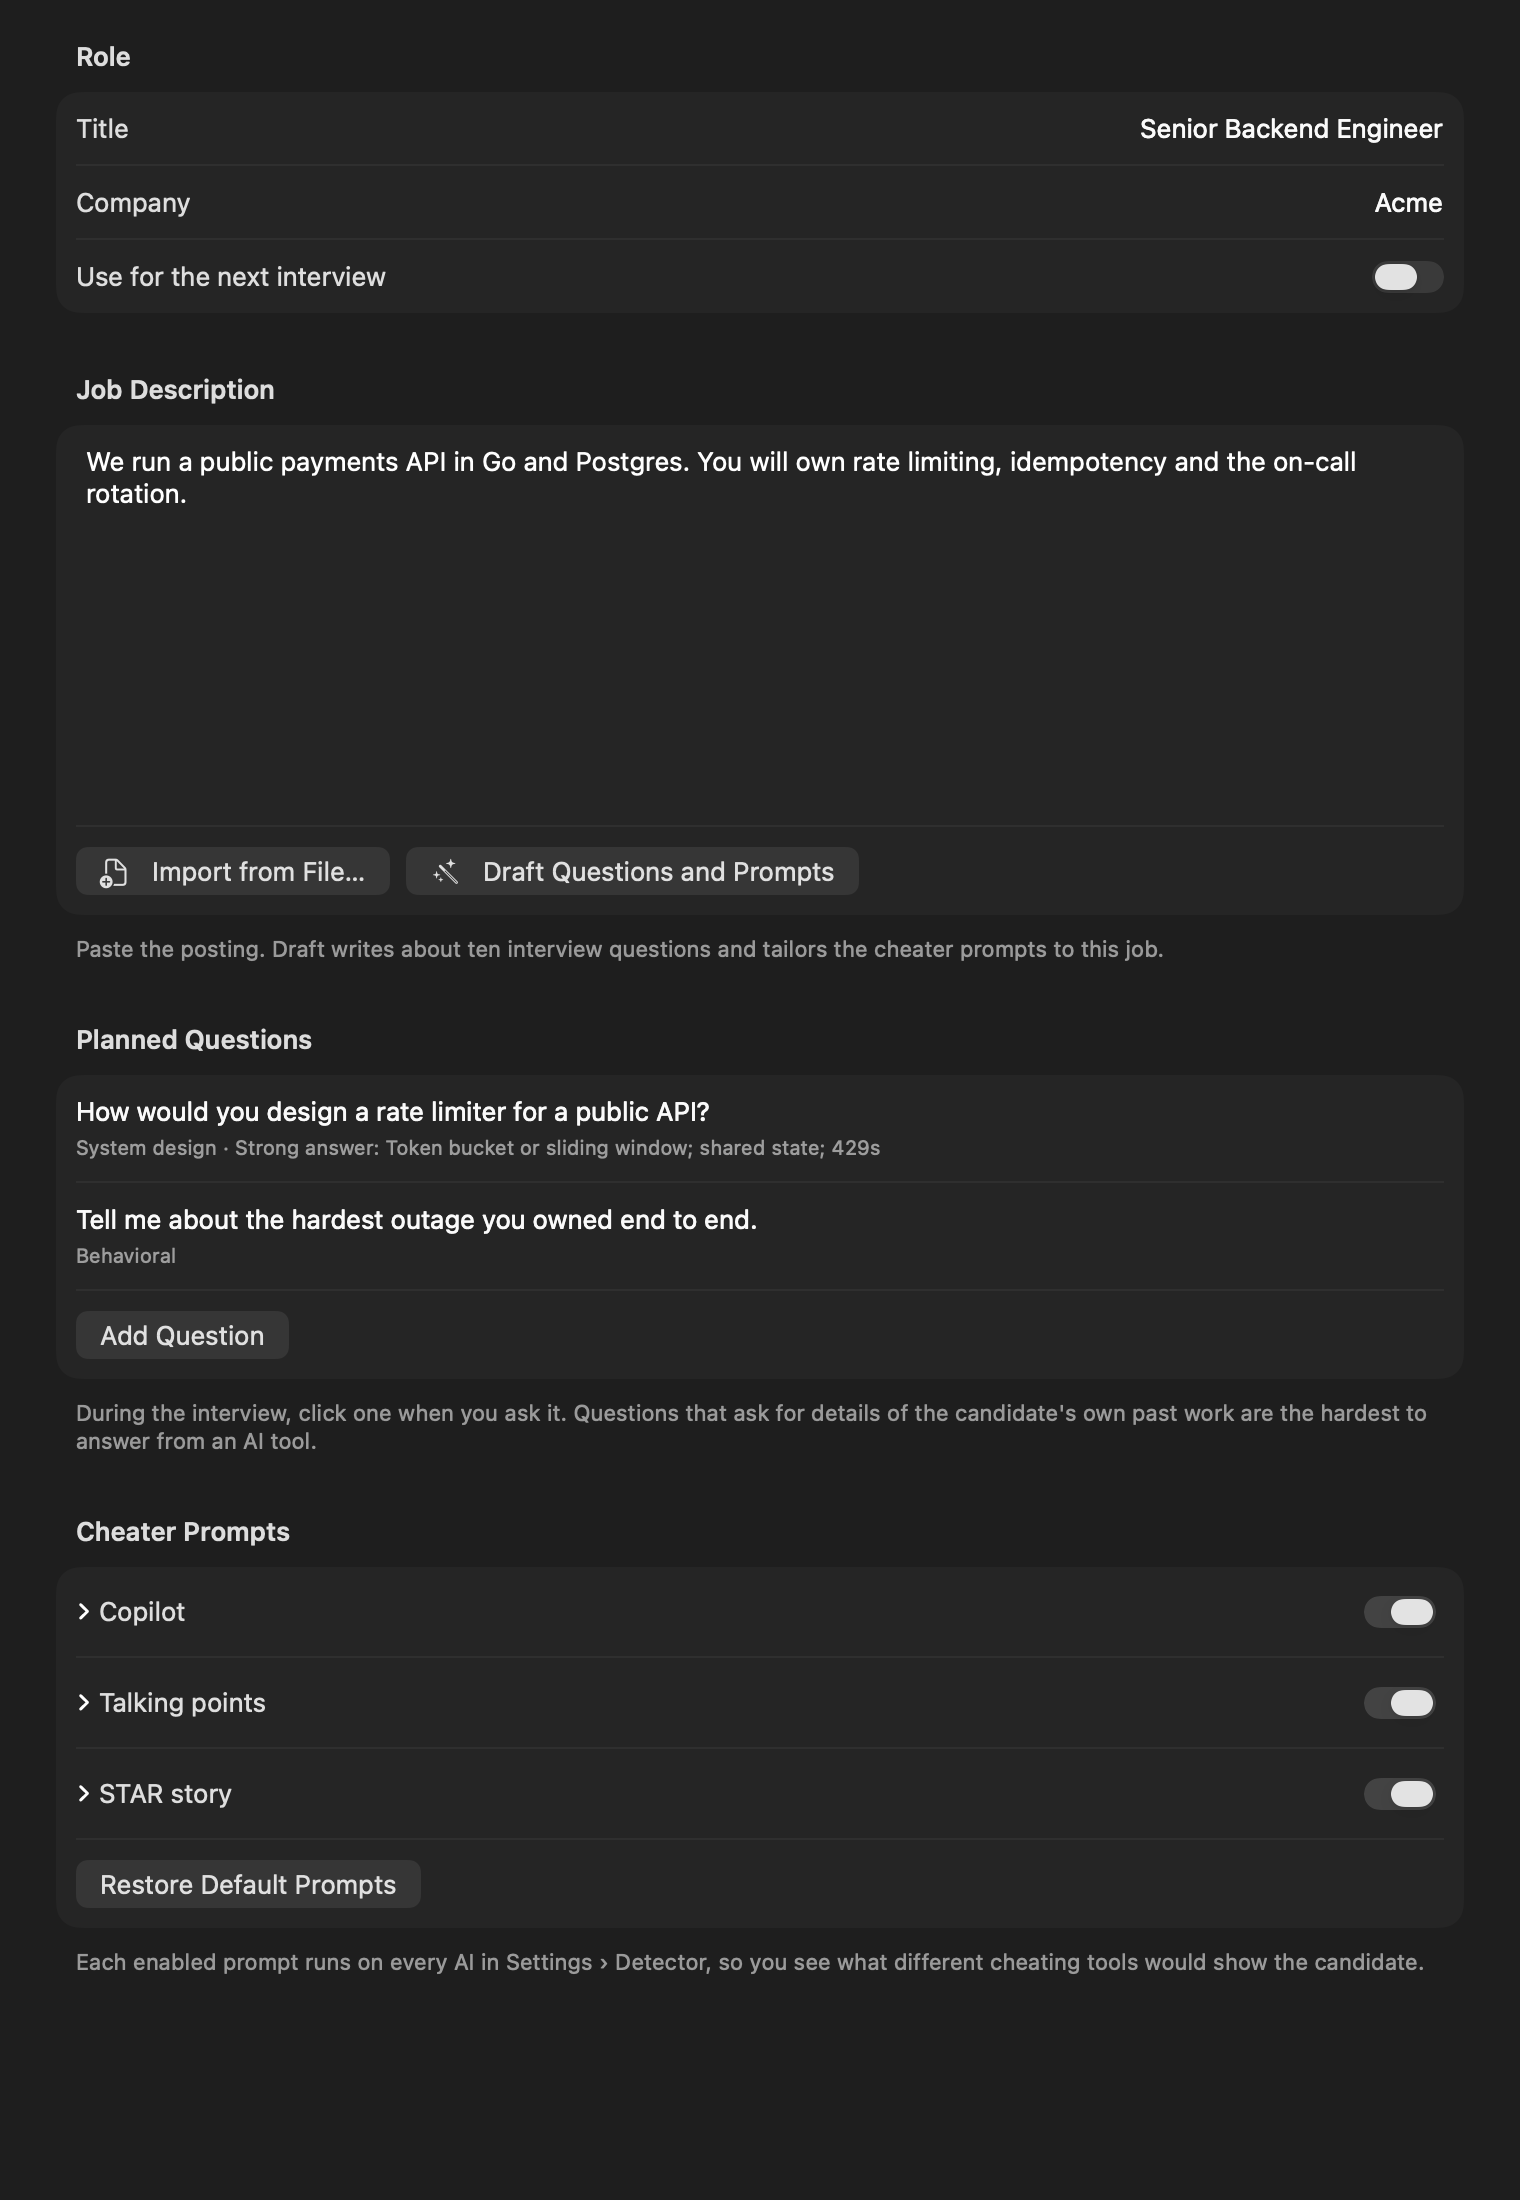 Role
Title
Senior Backend Engineer
Company
Acme
Use for the next interview
Job Description
We run a public payments API in Go and Postgres. You will own rate limiting, idempotency and the on-call
rotation.
Import from File...
Draft Questions and Prompts
Paste the posting. Draft writes about ten interview questions and tailors the cheater prompts to this job.
Planned Questions
How would you design a rate limiter for a public API?
System design · Strong answer: Token bucket or sliding window; shared state; 429s
Tell me about the hardest outage you owned end to end.
Behavioral
Add Question
During the interview, click one when you ask it. Questions that ask for details of the candidate's own past work are the hardest to
answer from an AI tool.
Cheater Prompts
Copilot
Talking points
STAR story
Restore Default Prompts
Each enabled prompt runs on every AI in Settings › Detector, so you see what different cheating tools would show the candidate.